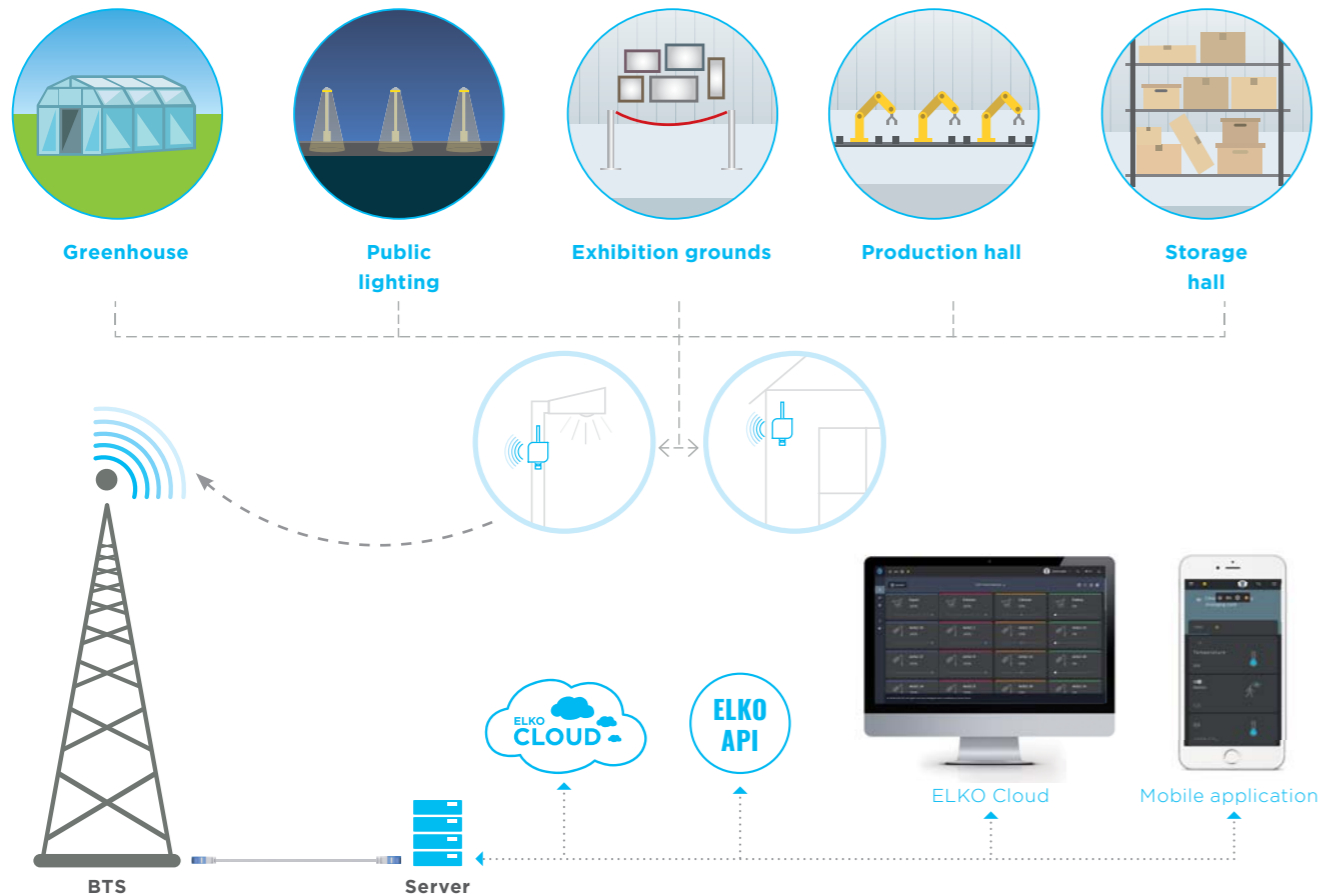 Greenhouse
Public
lighting
Exhibition grounds
Production hall
Storage
hall
ELKO
CLOUD
ELKO
API
ELKO Cloud
Mobile application
BTS
Server
Temperature